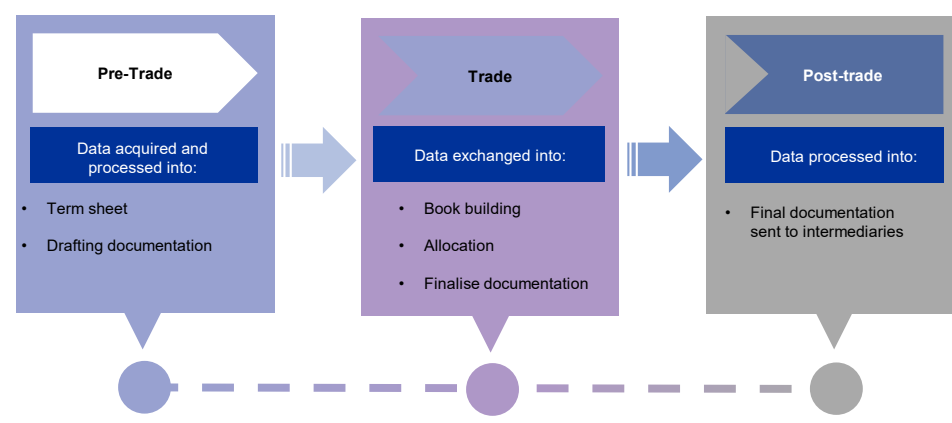 Pre-Trade
Data acquired and
processed into:
• Term sheet
• Drafting documentation
Trade
Data exchanged into:
• Book building
• Allocation
• Finalise documentation
Post-trade
Data processed into:
• Final documentation
sent to intermediaries